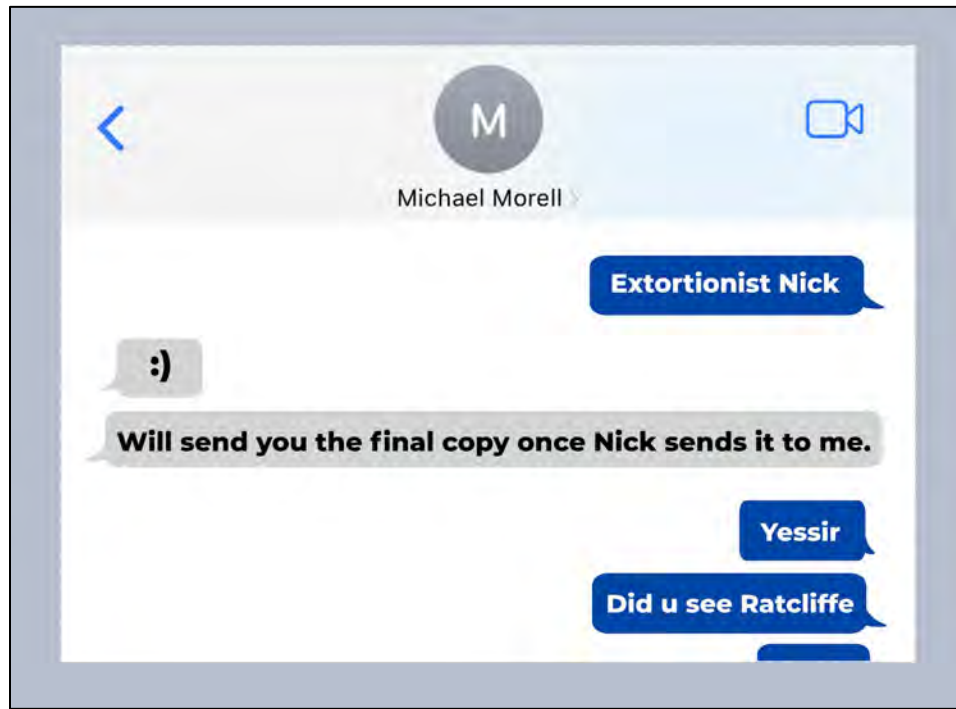 M
Michael Morell
Extortionist Nick
:)
Will send you the final copy once Nick sends it to me.
Yessir
Did u see Ratcliffe